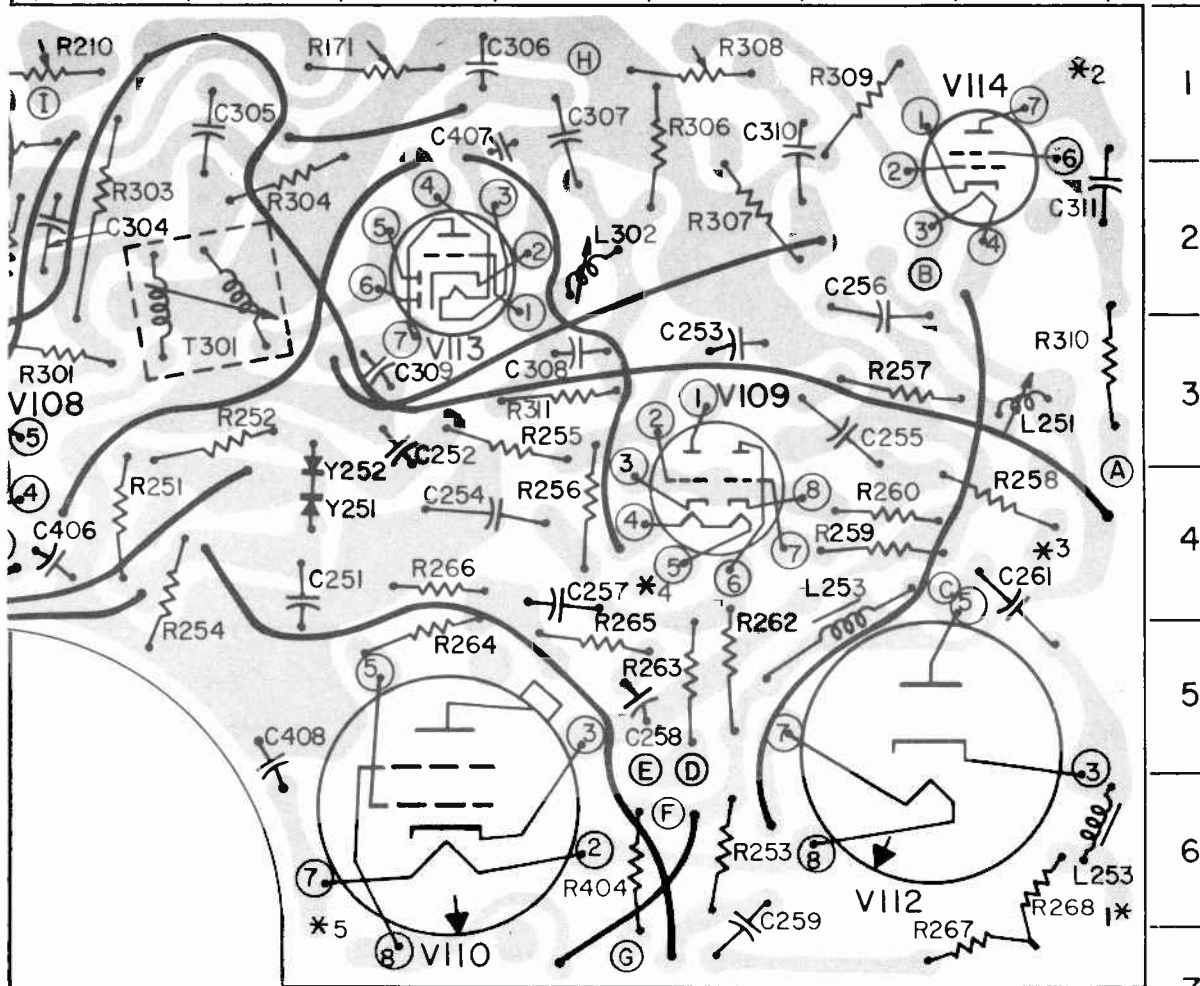 R210 R171 C306 H R308 R309 V114 *2 1
I C305 C407 C307 R306 C310 1 7
2 6
R303 R304 4 3 R307 C311
C304 5 L302 3 4 2
2 B
6 C256
1
T301 7 V113 C253 R310
R301 C309 C308 R257
V108 R311 1 V109 L251 3
5 R252 R255 2 C255
Y252 C252 3 A
4 R251 Y251 C254 R256 8 R260 R258
C406 4 R259 *3 4
5 6 7
C251 R266 C257 *4 L253 C C261
5
R254 R264 R265 R262
5 R263
5
C408 3 C258 7
E D 3
F
2 R253 8 6
7 R404 L253
*5 C259 V112 R268 1*
8 V110 G R267
7